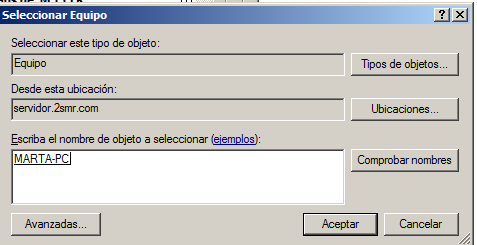 Seleccionar Equipo
Seleccionar este tipo de objeto:
Equipo
Tipos de objetos...
Desde esta ubicación:
servidor.2smr.com
Ubicaciones...
Escriba el nombre de objeto a seleccionar (ejemplos):
MARTA-PC
Comprobar nombres
Avanzadas...
Aceptar
Cancelar